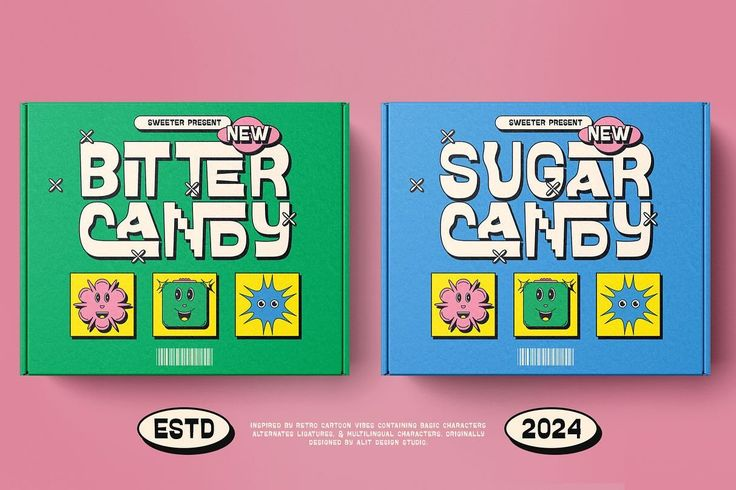 SWEETER PRESENT
NEW
BITTER
CANDY
SWEETER PRESENT
NEW
SUGAR
CANDY
ESTD
INSPIRED BY RETRO CARTOON VIBES CONTAINING BASIC CHARACTERS
ALTERNATES LIGATURES, & MULTILINGUAL CHARACTERS. ORIGINALLY
DESIGNED BY ALIT DESIGN STUDIO.
2024